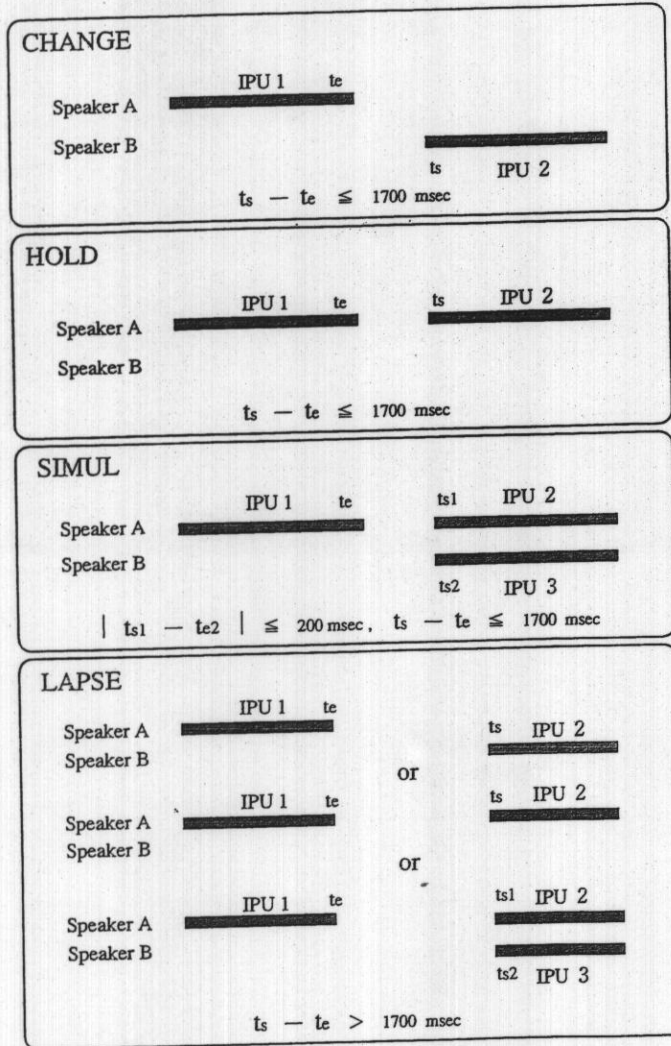 CHANGE
IPU 1 te
Speaker A
Speaker B
ts IPU 2
ts — te ≦ 1700 msec
HOLD
IPU 1 te ts IPU 2
Speaker A
Speaker B
ts — te ≦ 1700 msec
SIMUL
IPU 1 te ts1 IPU 2
Speaker A
Speaker B
ts2 IPU 3
| ts1 — te2 | ≦ 200 msec , ts — te ≦ 1700 msec
LAPSE
IPU 1 te
Speaker A
ts IPU 2
Speaker B
or
IPU 1 te ts IPU 2
Speaker A
Speaker B
or
IPU 1 te ts1 IPU 2
Speaker A
Speaker B
ts2 IPU 3
ts — te > 1700 msec